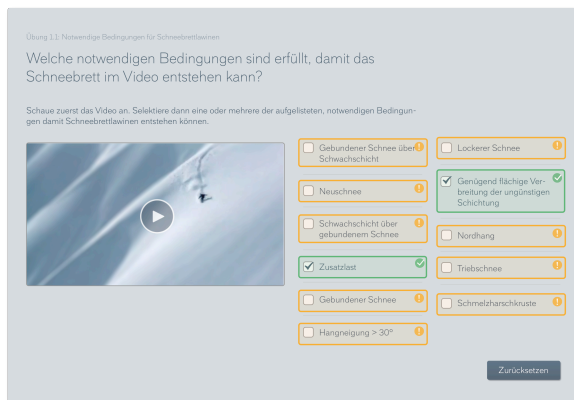 Übung 1.1: Notwendige Bedingungen für Schneebrettlawinen
Welche notwendigen Bedingungen sind erfüllt, damit das
Schneebrett im Video entstehen kann?
Schaue zuerst das Video an. Selektiere dann eine oder mehrere der aufgelisteten, notwendigen Bedingun-
gen damit Schneebrettlawinen entstehen können.
Gebundener Schnee über
Schwachschicht
Neuschnee
Schwachschicht über
gebundenem Schnee
Zusatzlast
Gebundener Schnee
Hangneigung > 30°
Lockerer Schnee
Genügend flächige Ver-
breitung der ungünstigen
Schichtung
Nordhang
Triebschnee
Schmelzharschkruste
Zurücksetzen